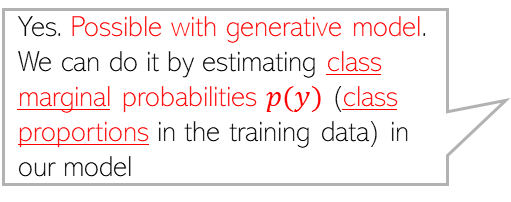 Yes. Possible with generative model.
We can do it by estimating class
marginal probabilities p(y) (class
proportions in the training data) in
our model